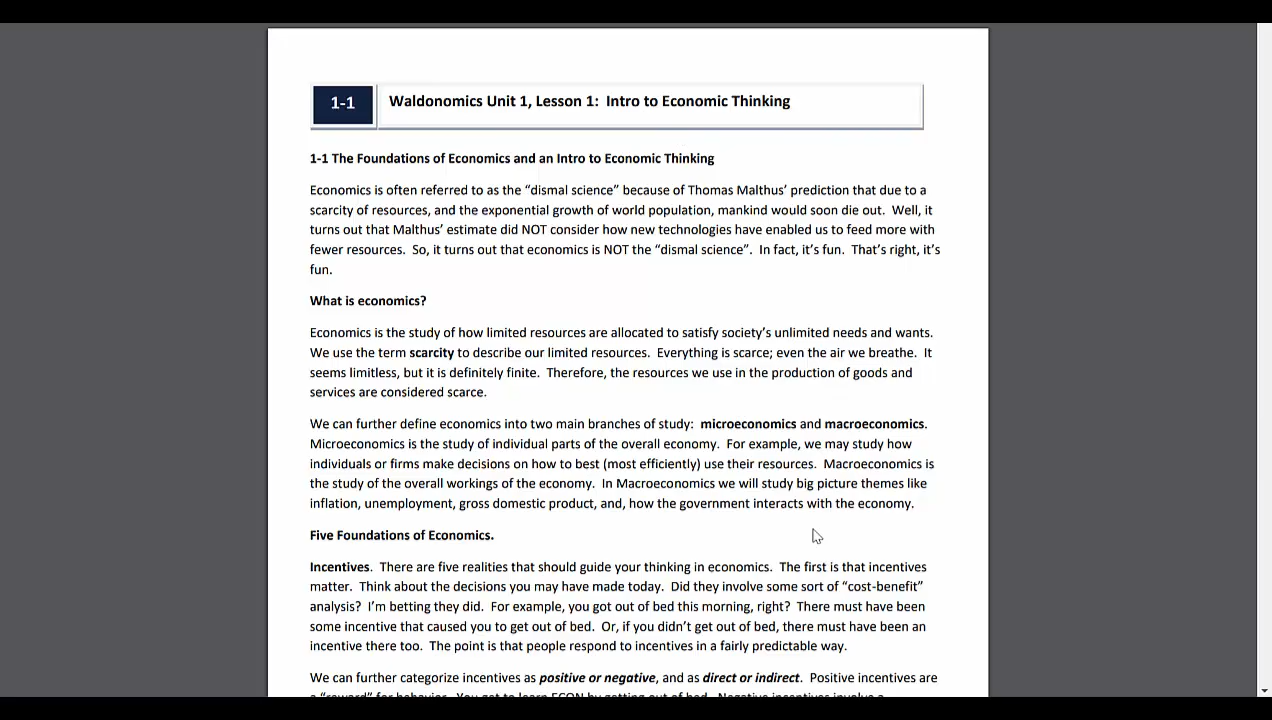 1-1
Waldonomics Unit 1, Lesson 1:  Intro to Economic Thinking
1-1 The Foundations of Economics and an Intro to Economic Thinking
Economics is often referred to as the “dismal science” because of Thomas Malthus’ prediction that due to a
scarcity of resources, and the exponential growth of world population, mankind would soon die out.  Well, it
turns out that Malthus’ estimate did NOT consider how new technologies have enabled us to feed more with
fewer resources.  So, it turns out that economics is NOT the “dismal science”.  In fact, it’s fun.  That’s right, it’s
fun.
What is economics?
Economics is the study of how limited resources are allocated to satisfy society’s unlimited needs and wants.
We use the term scarcity to describe our limited resources.  Everything is scarce; even the air we breathe.  It
seems limitless, but it is definitely finite.  Therefore, the resources we use in the production of goods and
services are considered scarce.
We can further define economics into two main branches of study:  microeconomics and macroeconomics.
Microeconomics is the study of individual parts of the overall economy.  For example, we may study how
individuals or firms make decisions on how to best (most efficiently) use their resources.  Macroeconomics is
the study of the overall workings of the economy.  In Macroeconomics we will study big picture themes like
inflation, unemployment, gross domestic product, and, how the government interacts with the economy.
Five Foundations of Economics.
Incentives.  There are five realities that should guide your thinking in economics.  The first is that incentives
matter.  Think about the decisions you may have made today.  Did they involve some sort of “cost-benefit”
analysis?  I’m betting they did.  For example, you got out of bed this morning, right?  There must have been
some incentive that caused you to get out of bed.  Or, if you didn’t get out of bed, there must have been an
incentive there too.  The point is that people respond to incentives in a fairly predictable way.
We can further categorize incentives as positive or negative, and as direct or indirect.  Positive incentives are
a “reward” for behavior.  You get to learn ECON by getting out of bed.  Negative incentives involve a